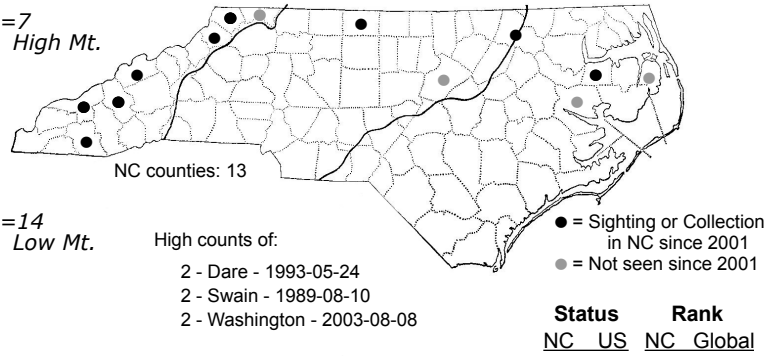 =7
High Mt.
NC counties: 13
=14
Low Mt.
High counts of:
2 - Dare - 1993-05-24
2 - Swain - 1989-08-10
2 - Washington - 2003-08-08
= Sighting or Collection
in NC since 2001
= Not seen since 2001
Status Rank
NC US NC Global